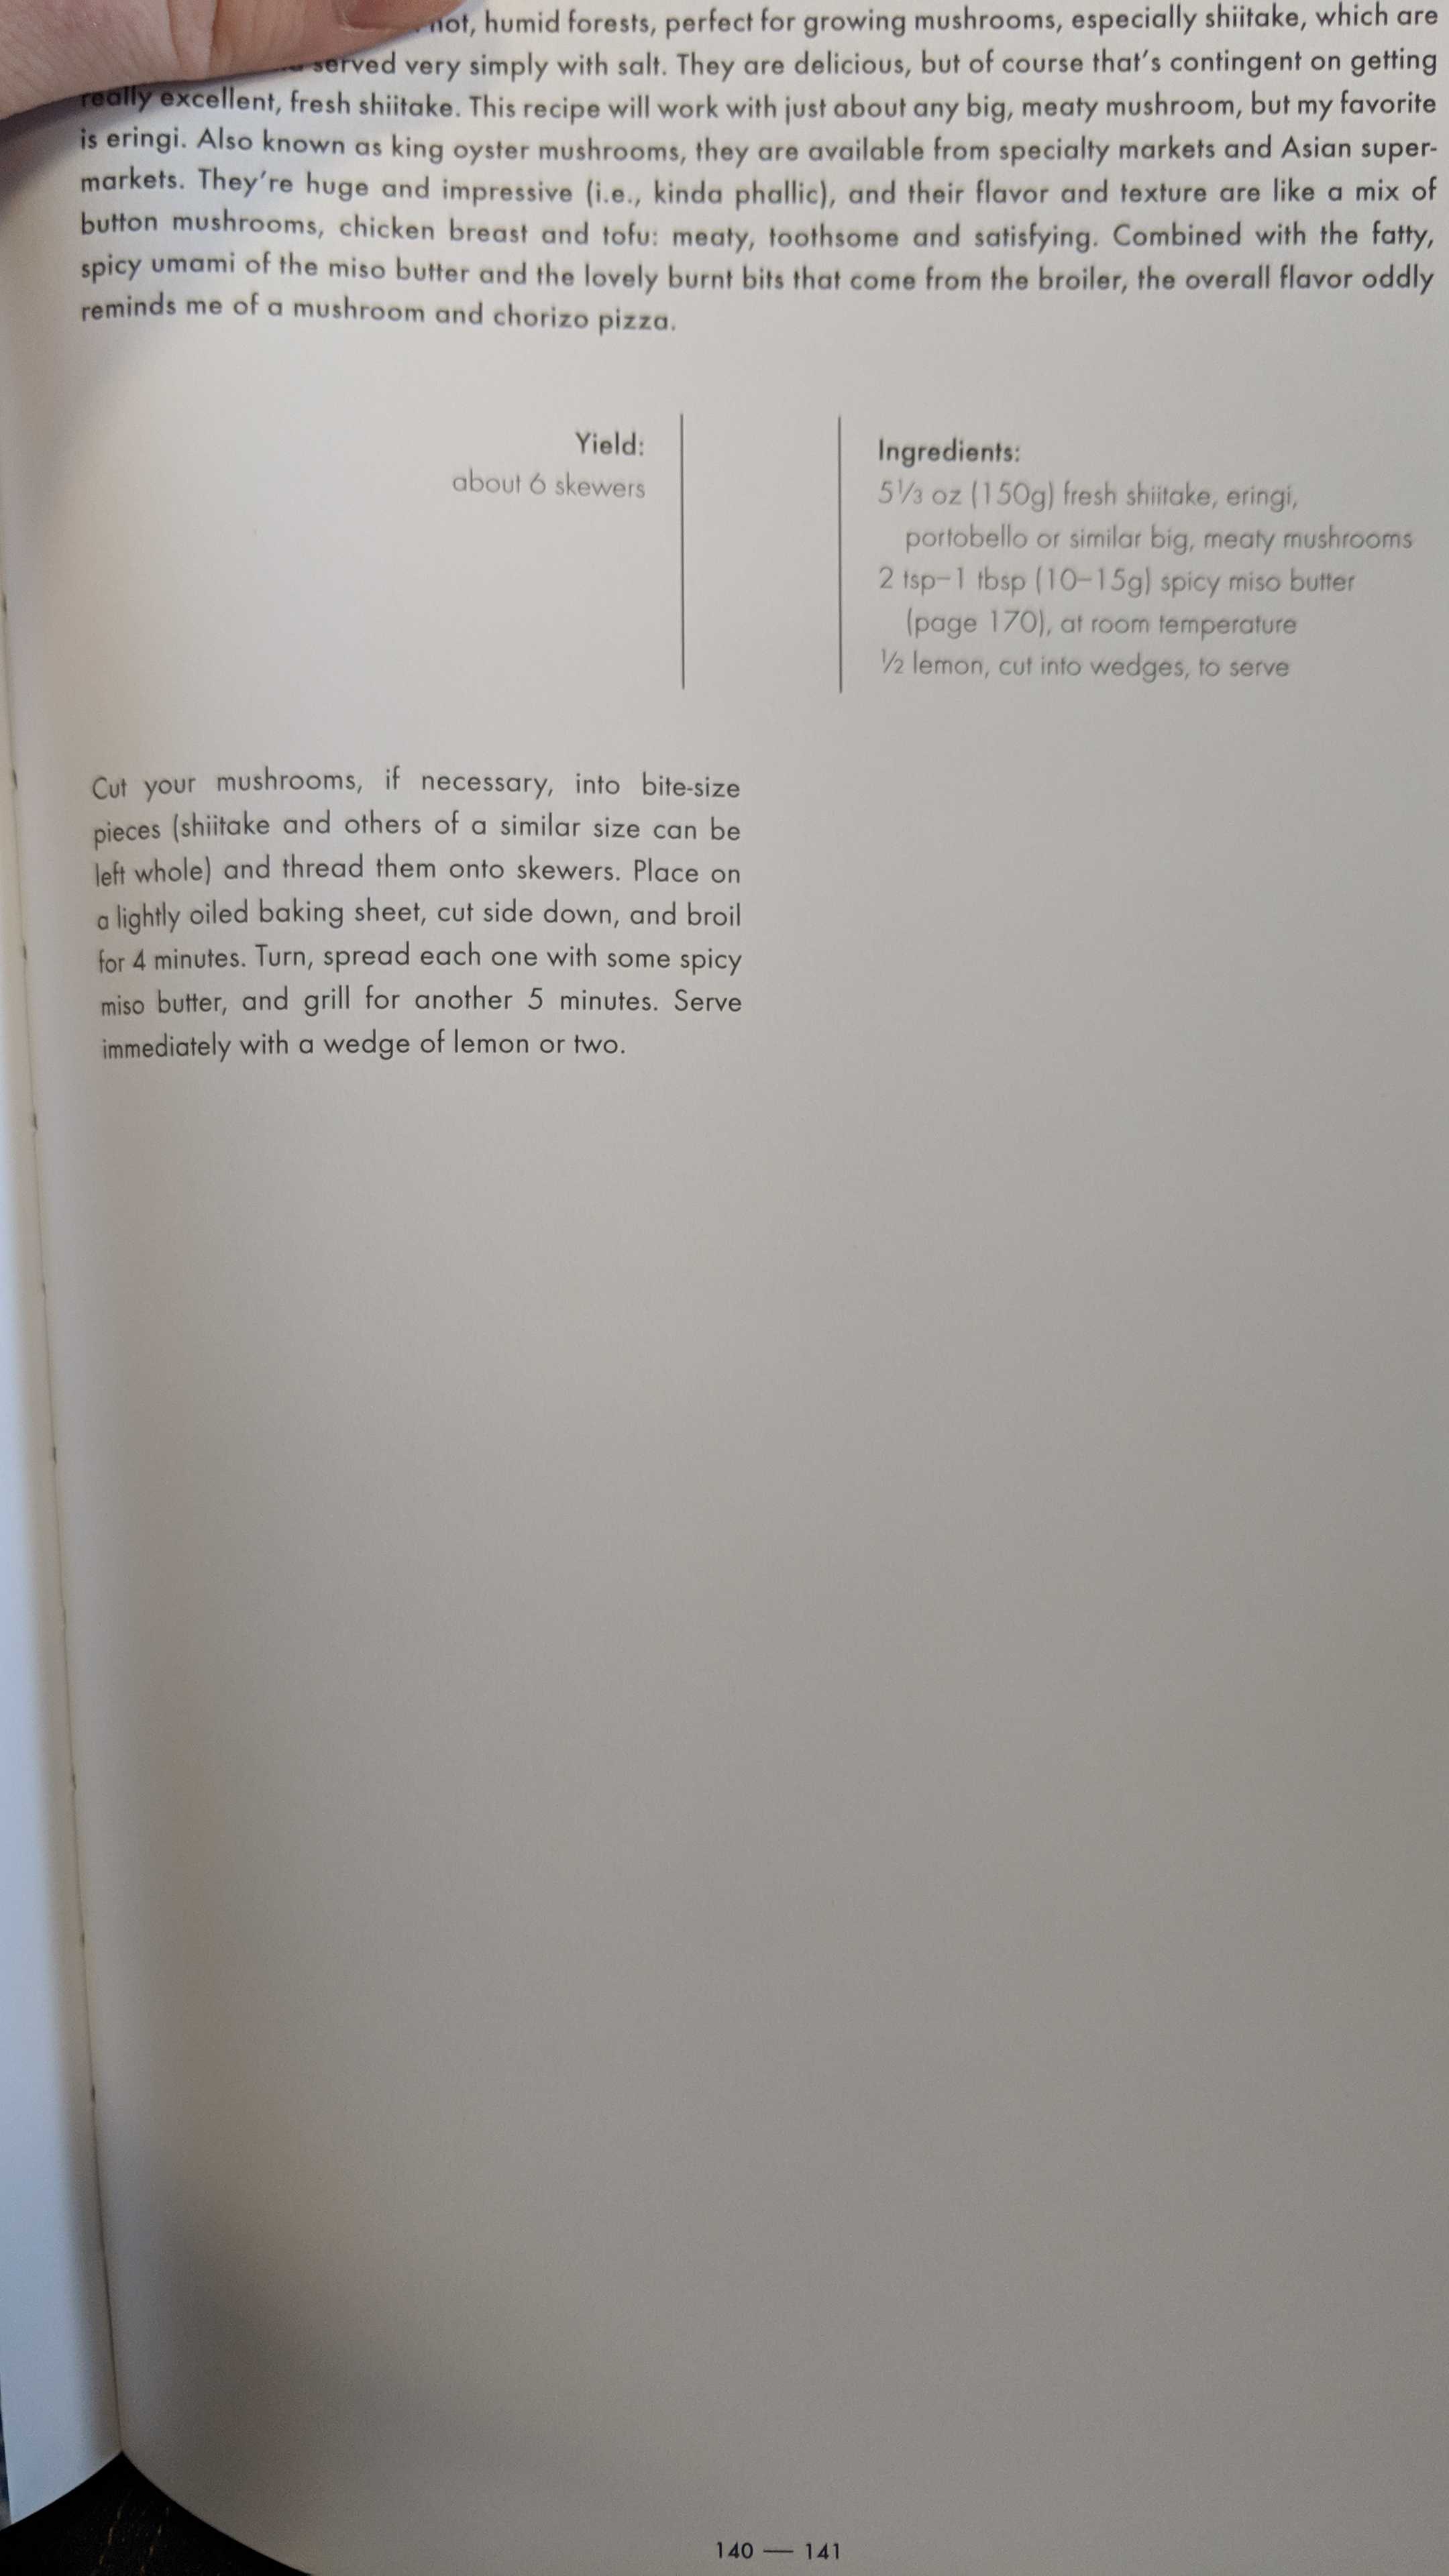 hot, humid forests, perfect for growing mushrooms, especially shiitake, which are
served very simply with salt. They are delicious, but of course that's contingent on getting
really excellent, fresh shiitake. This recipe will work with just about any big, meaty mushroom, but my favorite
is eringi. Also known as king oyster mushrooms, they are available from specialty markets and Asian super-
markets. They're huge and impressive (i.e., kinda phallic), and their flavor and texture are like a mix of
button mushrooms, chicken breast and tofu: meaty, toothsome and satisfying. Combined with the fatty,
spicy umami of the miso butter and the lovely burnt bits that come from the broiler, the overall flavor oddly
reminds me of a mushroom and chorizo pizza.
Yield:
about 6 skewers
Ingredients:
5⅓ oz (150g) fresh shiitake, eringi,
portobello or similar big, meaty mushrooms
2 tsp–1 tbsp (10–15g) spicy miso butter
(page 170), at room temperature
½ lemon, cut into wedges, to serve
Cut your mushrooms, if necessary, into bite-size
pieces (shiitake and others of a similar size can be
left whole) and thread them onto skewers. Place on
a lightly oiled baking sheet, cut side down, and broil
for 4 minutes. Turn, spread each one with some spicy
miso butter, and grill for another 5 minutes. Serve
immediately with a wedge of lemon or two.
140 — 141